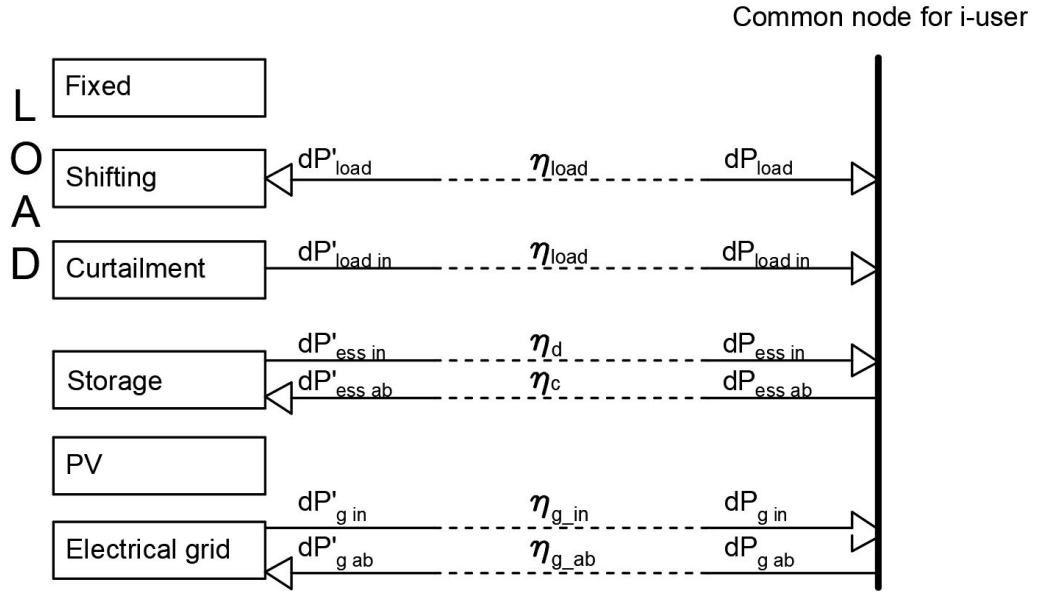 Common node for i-user
LOAD
Fixed
Shifting dP'load ηload dPload
Curtailment dP'load in ηload dPload in
Storage dP'ess in ηd dPess in
dP'ess ab ηc dPess ab
PV
Electrical grid dP'g in ηg_in dPg in
dP'g ab ηg_ab dPg ab